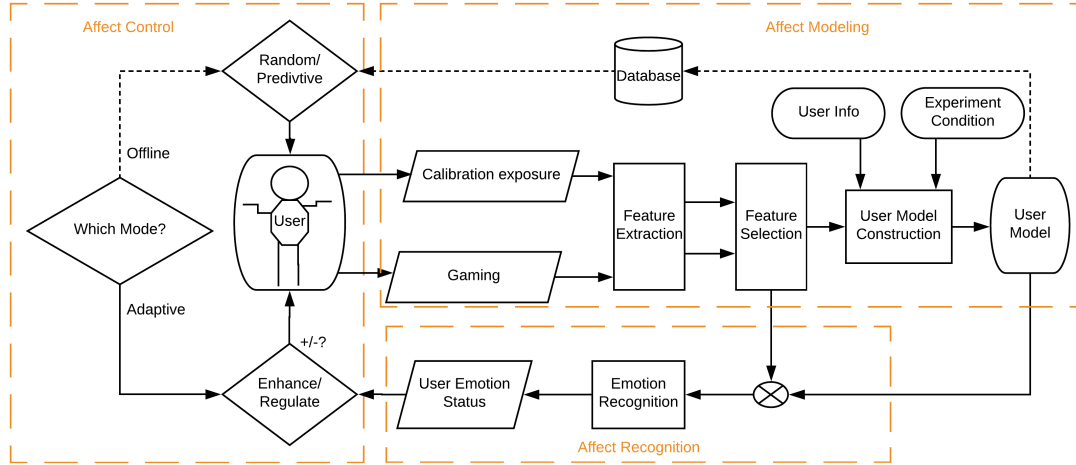 Affect Control
Affect Modeling
Random/
Predivtive
Database
User Info
Experiment
Condition
Offline
Calibration exposure
Which Mode?
User
Feature
Extraction
Feature
Selection
User Model
Construction
User
Model
Gaming
Adaptive
+/-?
Enhance/
Regulate
User Emotion
Status
Emotion
Recognition
Affect Recognition